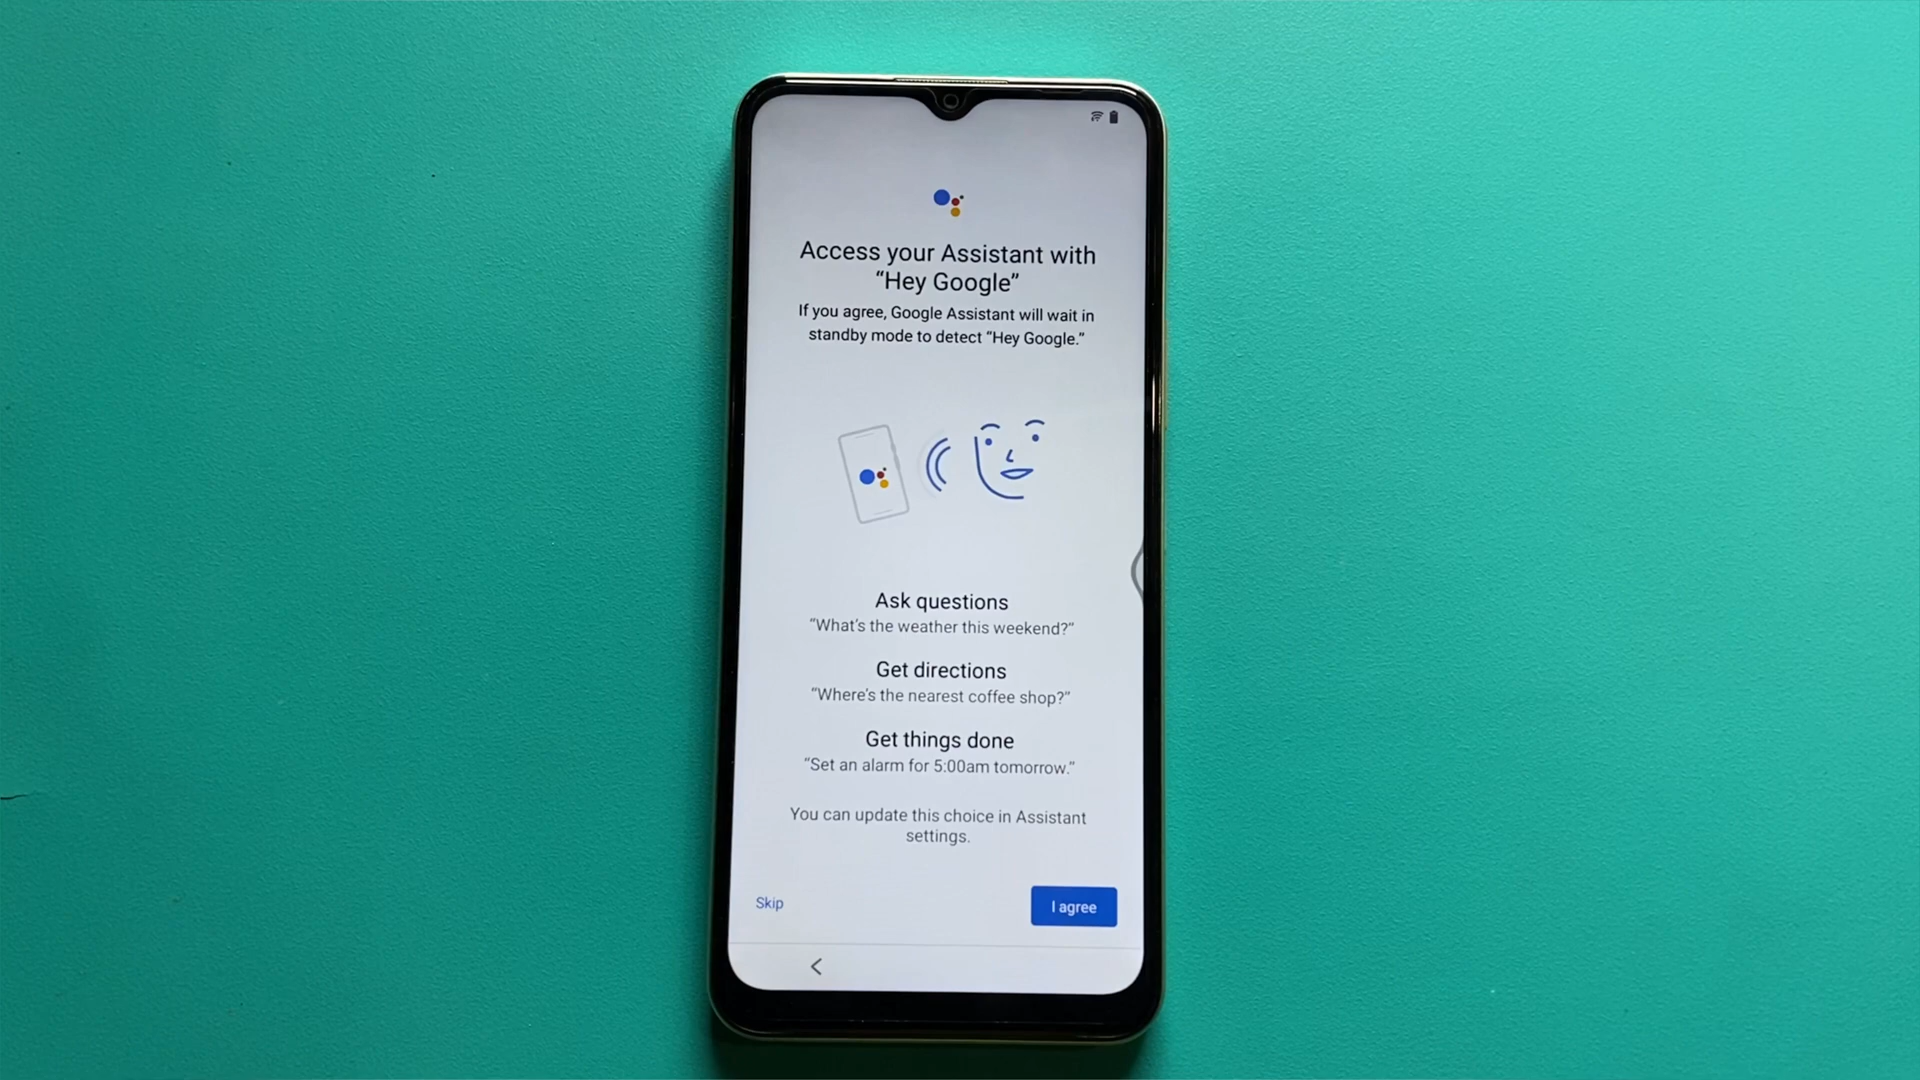 Access your Assistant with
“Hey Google”
If you agree, Google Assistant will wait in
standby mode to detect “Hey Google.”
Ask questions
“What’s the weather this weekend?”
Get directions
“Where’s the nearest coffee shop?”
Get things done
“Set an alarm for 5:00am tomorrow.”
You can update this choice in Assistant
settings.
Skip
I agree